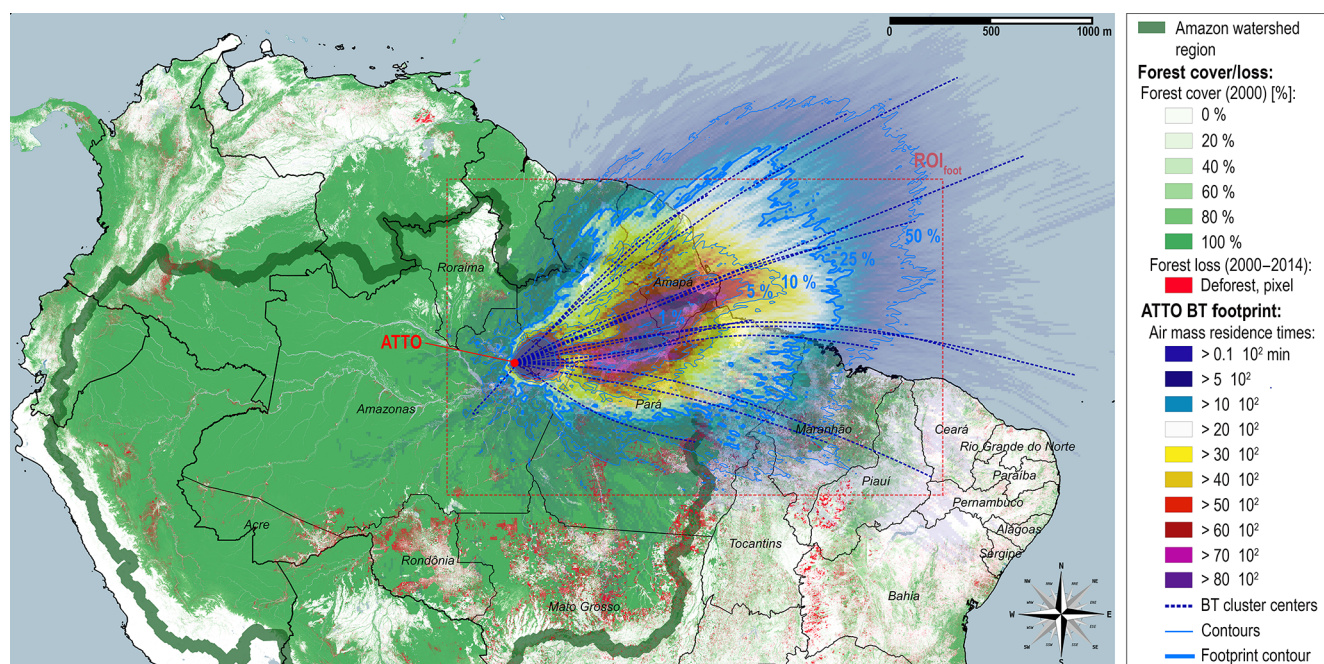 0
500
1000 m
ROIfoot
50 %
25 %
10 %
5 %
Roraima
Amapá
ATTO
Amazonas
Pará
Maranhão
Ceará
Rio Grande do Norte
Paraíba
Piauí
Pernambuco
Alagoas
Sergipe
Acre
Rondônia
Tocantins
Mato Grosso
Bahia
N
NW
NE
W
E
SW
SE
S
Amazon watershed
region
Forest cover/loss:
Forest cover (2000) [%]:
0 %
20 %
40 %
60 %
80 %
100 %
Forest loss (2000–2014):
Deforest, pixel
ATTO BT footprint:
Air mass residence times:
> 0.1 10² min
> 5 10²
> 10 10²
> 20 10²
> 30 10²
> 40 10²
> 50 10²
> 60 10²
> 70 10²
> 80 10²
BT cluster centers
Contours
Footprint contour